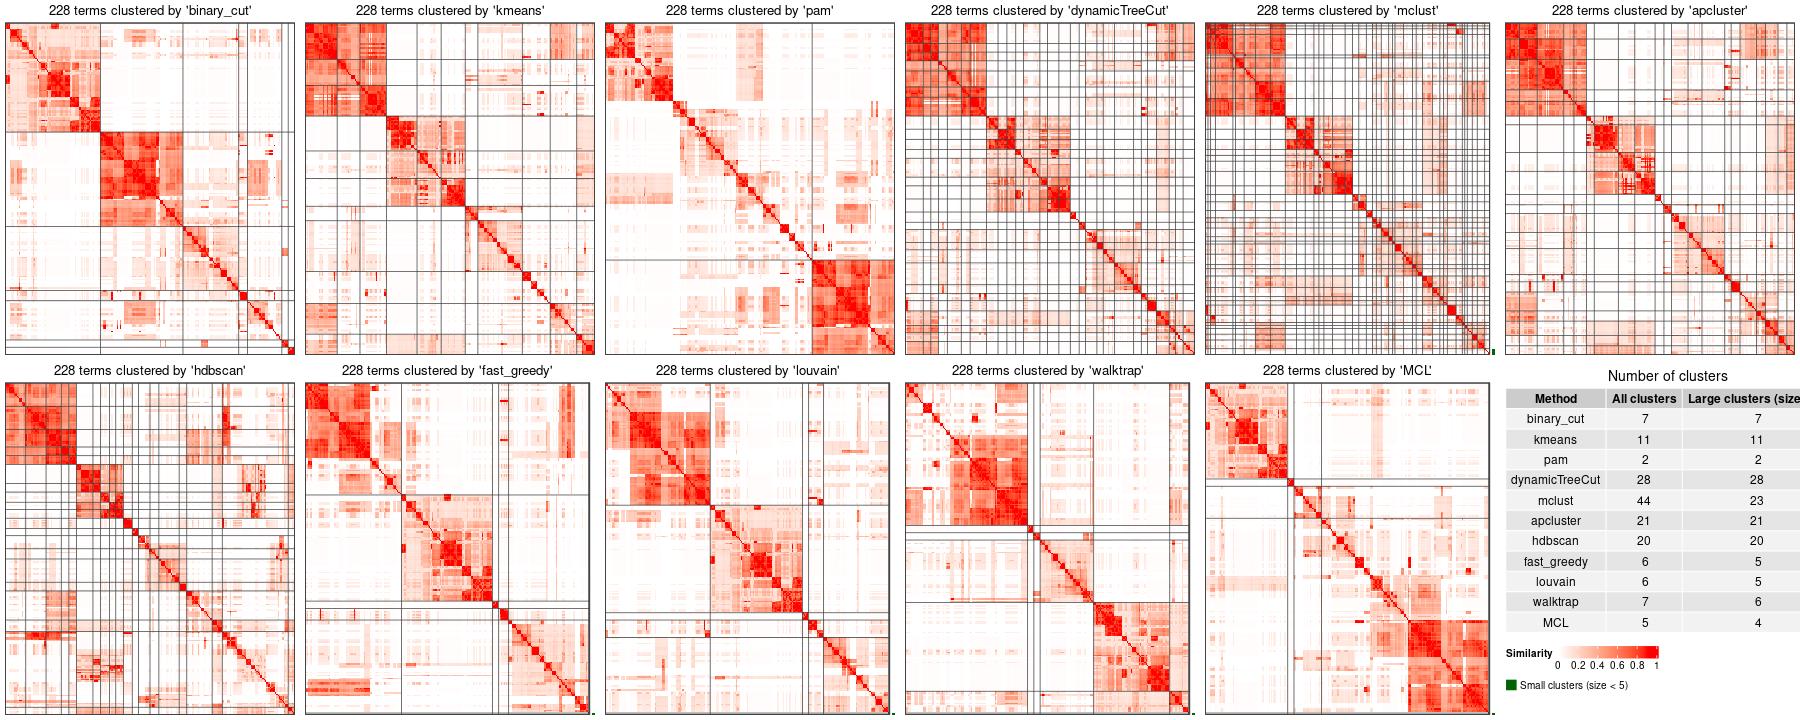 228 terms clustered by 'binary_cut'
228 terms clustered by 'kmeans'
228 terms clustered by 'pam'
228 terms clustered by 'dynamicTreeCut'
228 terms clustered by 'mclust'
228 terms clustered by 'apcluster'
228 terms clustered by 'hdbscan'
228 terms clustered by 'fast_greedy'
228 terms clustered by 'louvain'
228 terms clustered by 'walktrap'
228 terms clustered by 'MCL'
Number of clusters
Method All clusters Large clusters (size
binary_cut 7 7
kmeans 11 11
pam 2 2
dynamicTreeCut 28 28
mclust 44 23
apcluster 21 21
hdbscan 20 20
fast_greedy 6 5
louvain 6 5
walktrap 7 6
MCL 5 4
Similarity
0 0.2 0.4 0.6 0.8 1
Small clusters (size < 5)